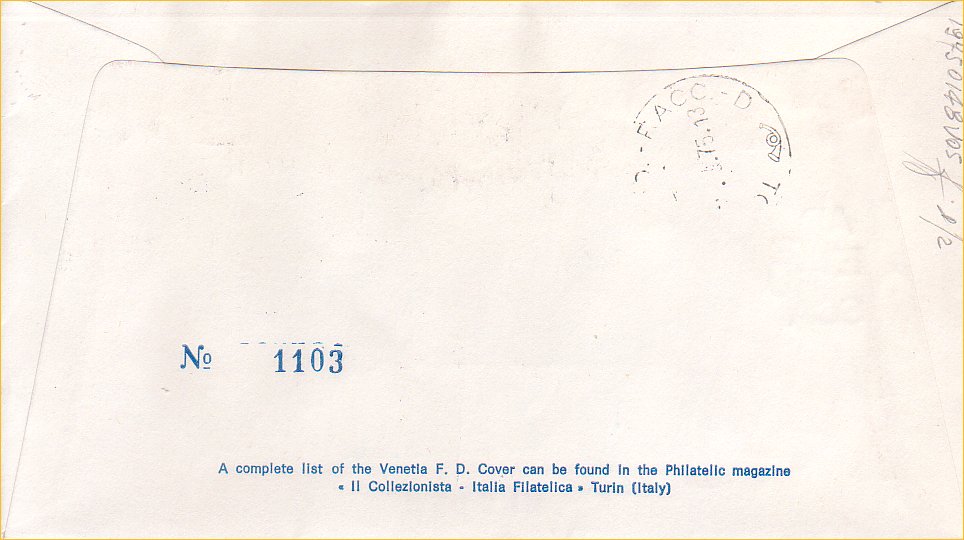 RACC.-D
№ 1103
A complete list of the Venetia F. D. Cover can be found in the Philatelic magazine
« Il Collezionista - Italia Filatelica » Turin (Italy)